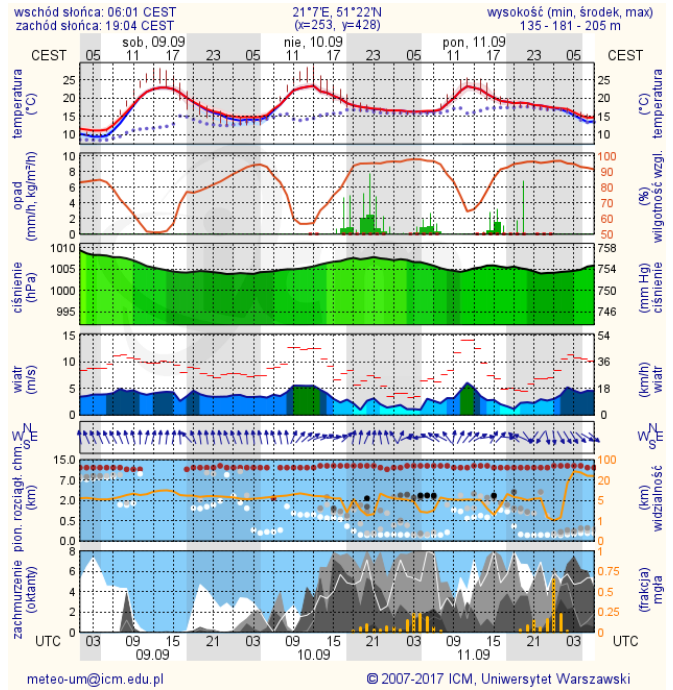 wschód słońca: 06:01 CEST 21°7'E, 51°22'N wysokość (min, środek, max)
zachód słońca: 19:04 CEST (x=253, y=428) 135 - 181 - 205 m
sob, 09.09 nie, 10.09 pon, 11.09
CEST 05 11 17 23 05 11 17 23 05 11 17 23 05 CEST
temperatura (°C)
25
20
15
10
25
20
15
10
temperatura (°C)
opad (mm/h, kg/m²/h)
10
8
6
4
2
0
100
90
80
70
60
50
wilgotność wzgl. (%)
ciśnienie (hPa)
1010
1005
1000
995
758
754
750
746
ciśnienie (mm Hg)
wiatr (m/s)
15
10
5
0
54
36
18
0
wiatr (km/h)
N
W E
S
N
W E
S
pion. rozciągł. chm. (km)
15.0
7.0
2.0
0.5
0.0
100
20
5
1
0
widzialność (km)
zachmurzenie (oktanty)
8
6
4
2
0
1
0.75
0.5
0.25
0
mgła (frakcja)
UTC 03 09 15 21 03 09 15 21 03 09 15 21 03 UTC
09.09 10.09 11.09
meteo-um@icm.edu.pl © 2007-2017 ICM, Uniwersytet Warszawski